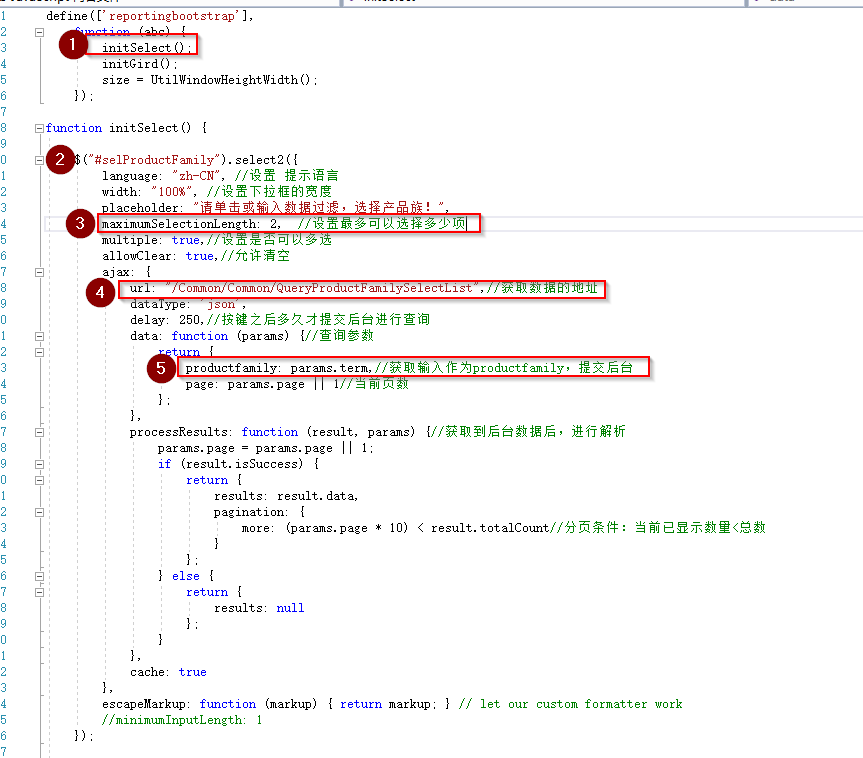 define(['reportingbootstrap'],
function (abc) {
1 initSelect();
initGird();
size = UtilWindowHeightWidth();
});
function initSelect() {
2 $("#selProductFamily").select2({
language: "zh-CN", //设置 提示语言
width: "100%", //设置下拉框的宽度
placeholder: "请单击或输入数据过滤，选择产品族！",
3 maximumSelectionLength: 2,  //设置最多可以选择多少项
multiple: true,//设置是否可以多选
allowClear: true,//允许清空
ajax: {
4 url: "/Common/Common/QueryProductFamilySelectList",//获取数据的地址
dataType: 'json',
delay: 250,//按键之后多久才提交后台进行查询
data: function (params) {//查询参数
return {
5 productfamily: params.term,//获取输入作为productfamily，提交后台
page: params.page || 1//当前页数
};
},
processResults: function (result, params) {//获取到后台数据后，进行解析
params.page = params.page || 1;
if (result.isSuccess) {
return {
results: result.data,
pagination: {
more: (params.page * 10) < result.totalCount//分页条件：当前已显示数量<总数
}
};
} else {
return {
results: null
};
}
},
cache: true
},
escapeMarkup: function (markup) { return markup; } // let our custom formatter work
//minimumInputLength: 1
});